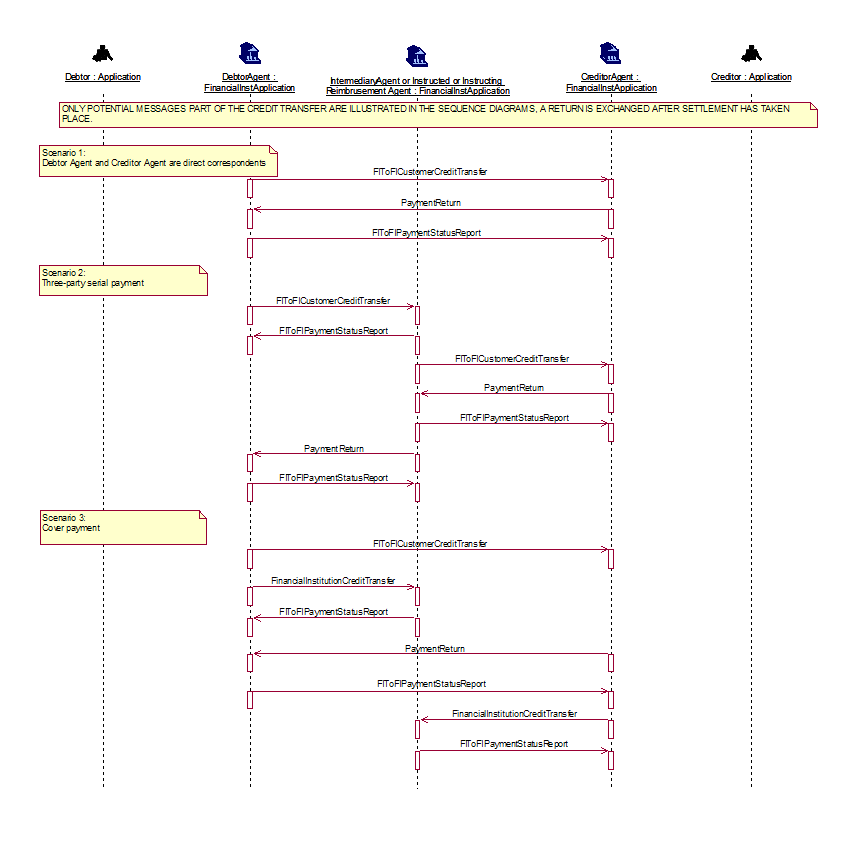 Debtor : Application
DebtorAgent :
FinancialInstApplication
IntermediaryAgent or Instructed or Instructing
Reimbrusement Agent : FinancialInstApplication
CreditorAgent :
FinancialInstApplication
Creditor : Application
ONLY POTENTIAL MESSAGES PART OF THE CREDIT TRANSFER ARE ILLUSTRATED IN THE SEQUENCE DIAGRAMS, A RETURN IS EXCHANGED AFTER SETTLEMENT HAS TAKEN
PLACE.
Scenario 1:
Debtor Agent and Creditor Agent are direct correspondents
FIToFICustomerCreditTransfer
PaymentReturn
FIToFIPaymentStatusReport
Scenario 2:
Three-party serial payment
FIToFICustomerCreditTransfer
FIToFIPaymentStatusReport
FIToFICustomerCreditTransfer
PaymentReturn
FIToFIPaymentStatusReport
PaymentReturn
FIToFIPaymentStatusReport
Scenario 3:
Cover payment
FIToFICustomerCreditTransfer
FinancialInstitutionCreditTransfer
FIToFIPaymentStatusReport
PaymentReturn
FIToFIPaymentStatusReport
FinancialInstitutionCreditTransfer
FIToFIPaymentStatusReport